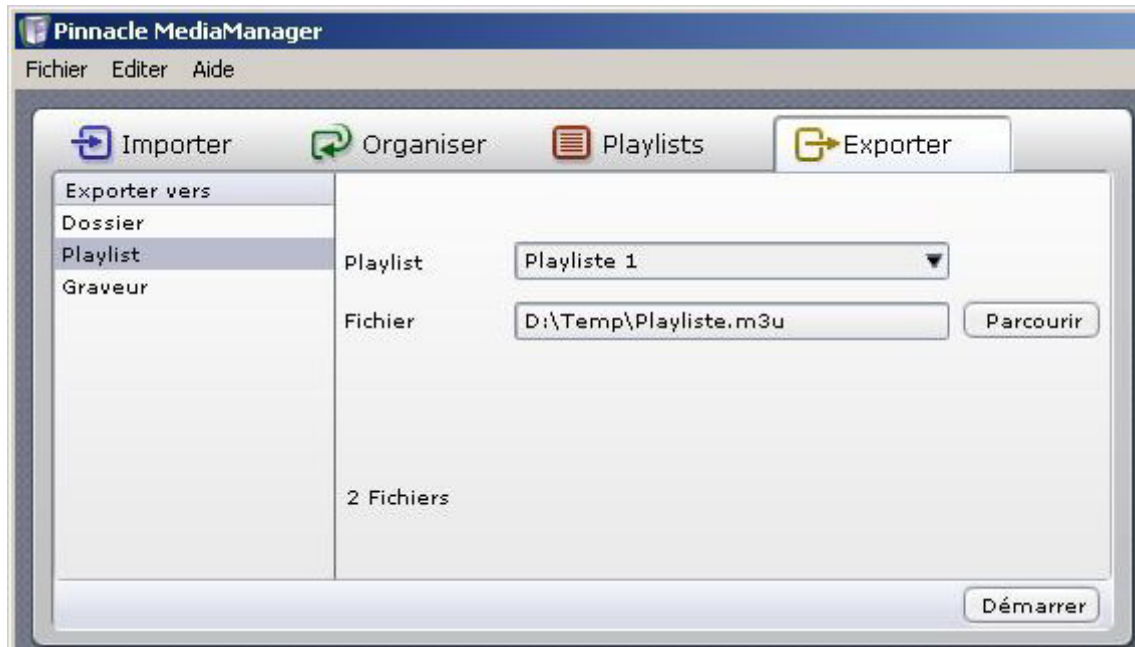 Pinnacle MediaManager
Fichier Editer Aide
Importer Organiser Playlists Exporter
Exporter vers
Dossier
Playlist
Graveur
Playlist Playliste 1
Fichier D:\Temp\Playliste.m3u Parcourir
2 Fichiers
Démarrer